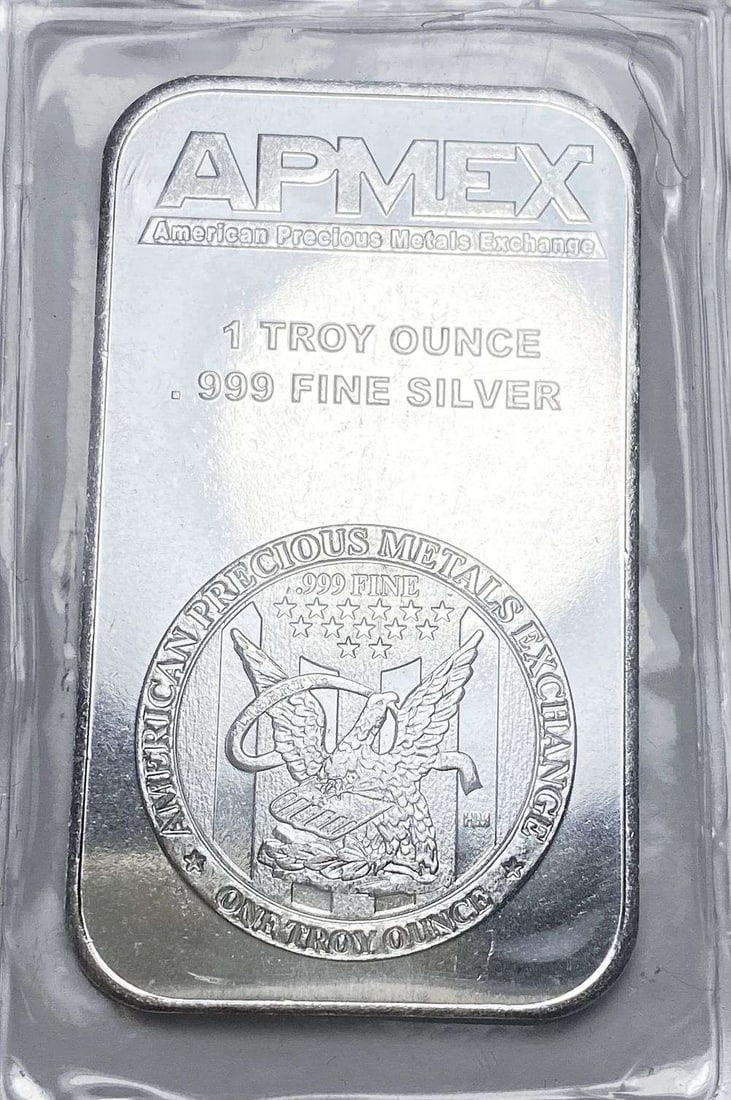 APMEX
American Precious Metals Exchange
1 TROY OUNCE
.999 FINE SILVER
AMERICAN PRECIOUS METALS EXCHANGE
.999 FINE
ONE TROY OUNCE